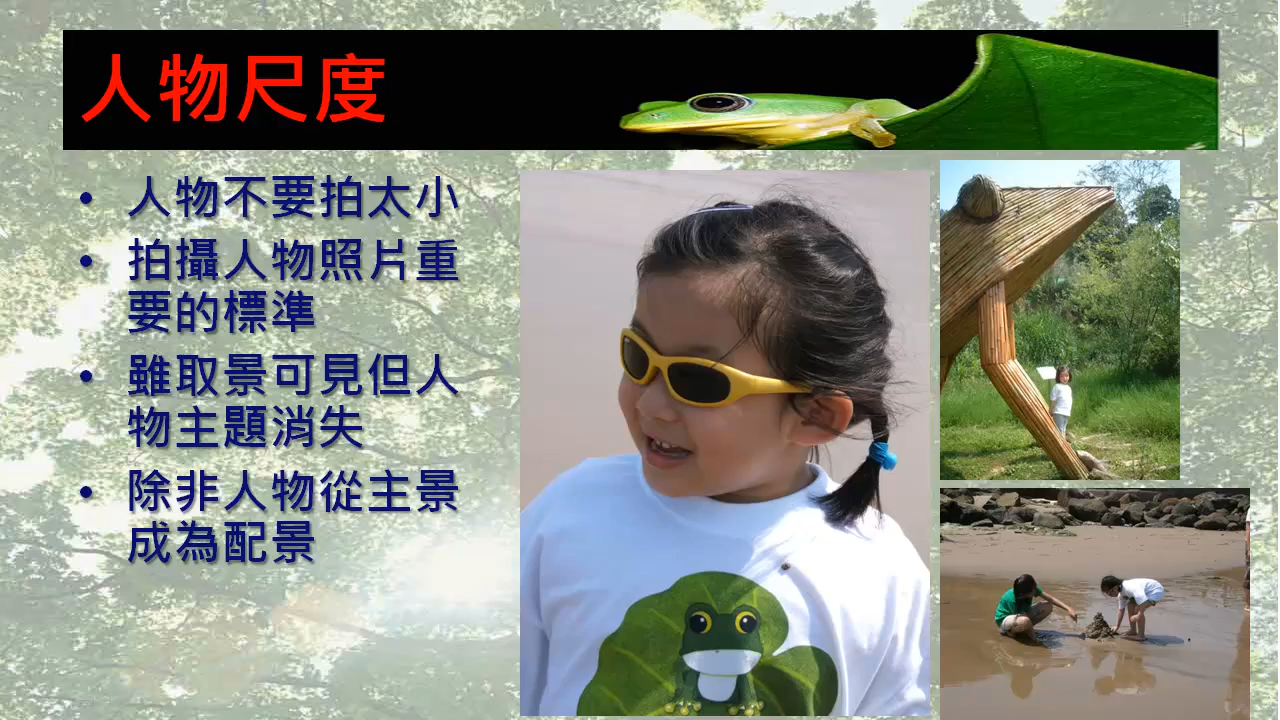 人物尺度
• 人物不要拍太小
• 拍攝人物照片重
要的標準
• 雖取景可見但人
物主題消失
• 除非人物從主景
成為配景